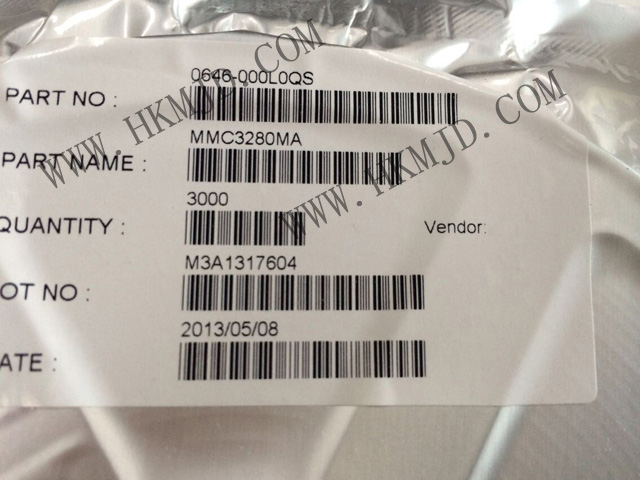 0646-000L0QS
PART NO :
MMC3280MA
PART NAME :
3000
QUANTITY :
Vendor:
M3A1317604
OT NO :
2013/05/08
ATE :
WWW.HKMJD.COM
WWW.HKMJD.COM